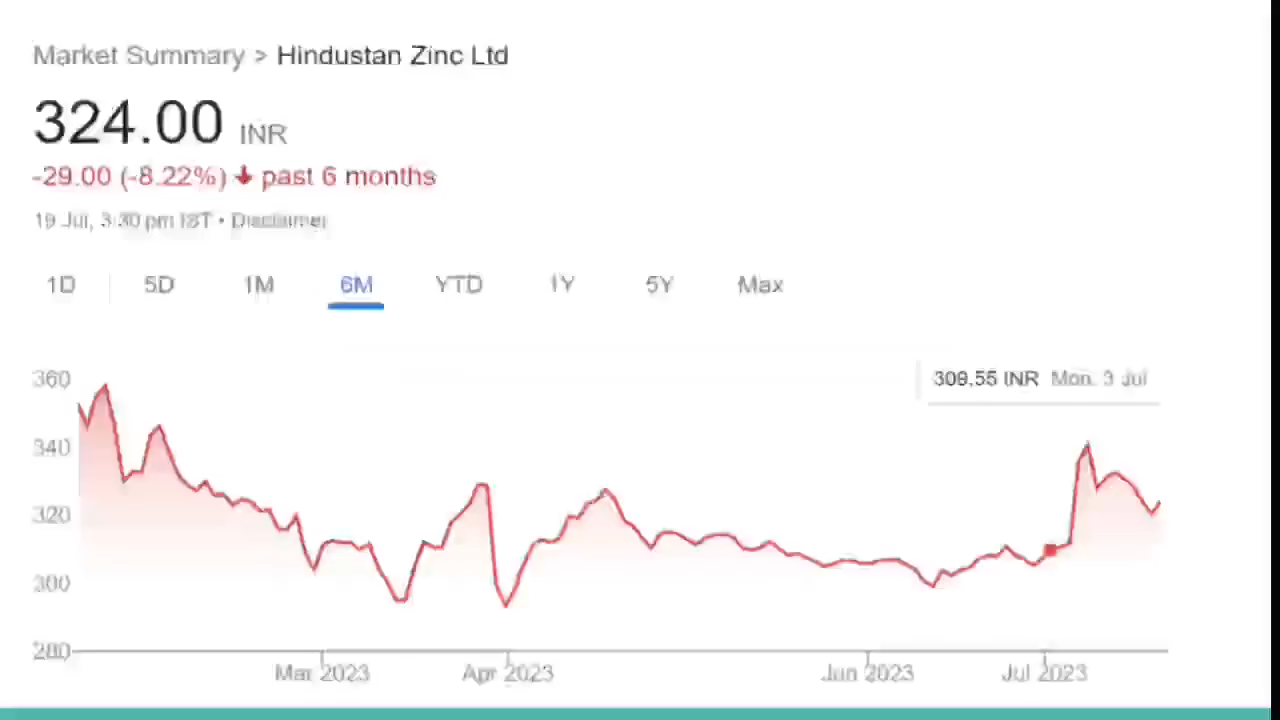 Market Summary > Hindustan Zinc Ltd
324.00 INR
-29.00 (-8.22%) ↓ past 6 months
19 Jul, 3:30 pm IST • Disclaimer
1D 5D 1M 6M YTD 1Y 5Y Max
309.55 INR Mon, 3 Jul
360
340
320
300
280
Mar 2023 Apr 2023 Jun 2023 Jul 2023